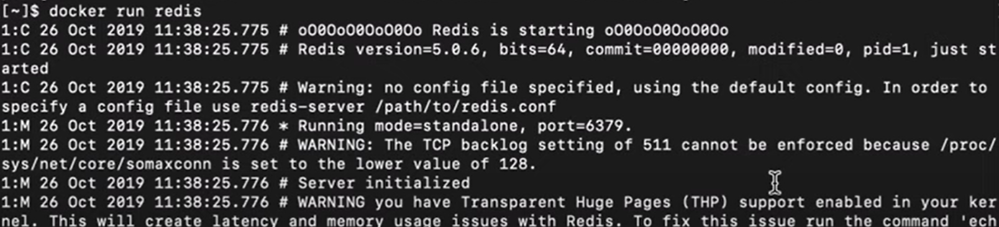 [~]$ docker run redis
1:C 26 Oct 2019 11:38:25.775 # oO0OoO0OoO0Oo Redis is starting oO0OoO0OoO0Oo
1:C 26 Oct 2019 11:38:25.775 # Redis version=5.0.6, bits=64, commit=00000000, modified=0, pid=1, just st
arted
1:C 26 Oct 2019 11:38:25.775 # Warning: no config file specified, using the default config. In order to
specify a config file use redis-server /path/to/redis.conf
1:M 26 Oct 2019 11:38:25.776 * Running mode=standalone, port=6379.
1:M 26 Oct 2019 11:38:25.776 # WARNING: The TCP backlog setting of 511 cannot be enforced because /proc/
sys/net/core/somaxconn is set to the lower value of 128.
1:M 26 Oct 2019 11:38:25.776 # Server initialized
1:M 26 Oct 2019 11:38:25.776 # WARNING you have Transparent Huge Pages (THP) support enabled in your ker
nel. This will create latency and memory usage issues with Redis. To fix this issue run the command 'ech